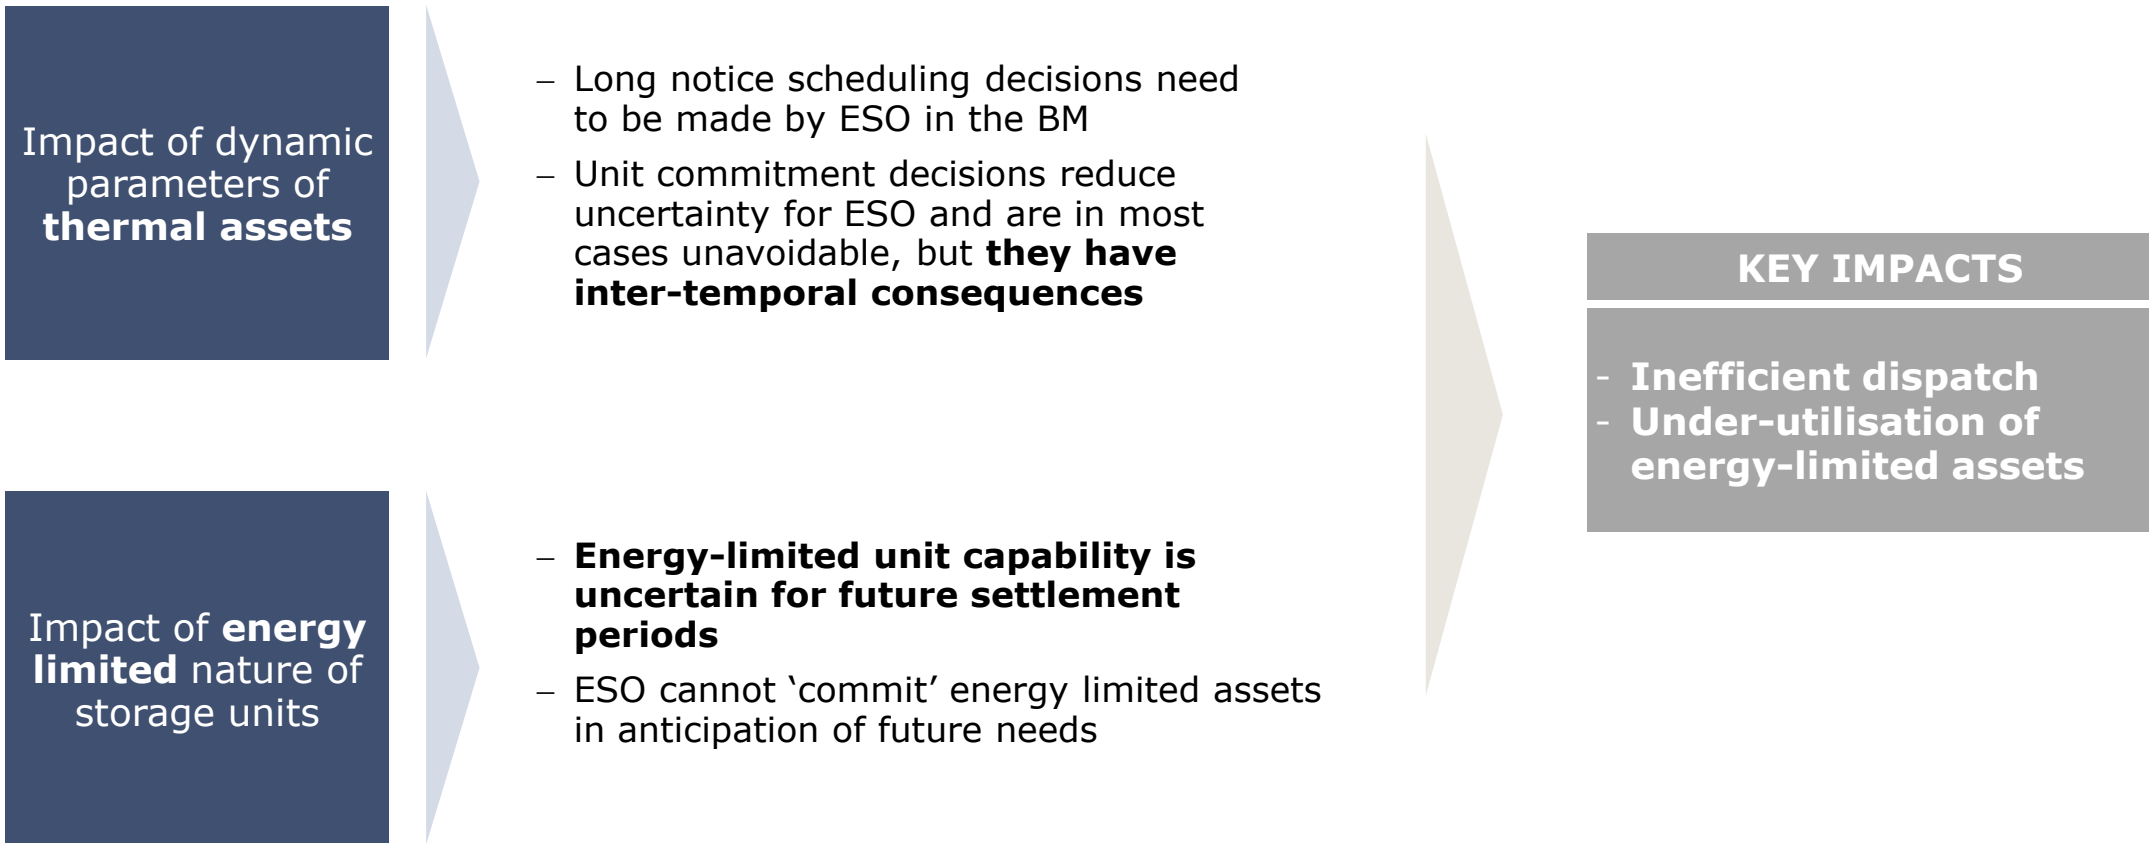 Impact of dynamic
parameters of
thermal assets
– Long notice scheduling decisions need
to be made by ESO in the BM
– Unit commitment decisions reduce
uncertainty for ESO and are in most
cases unavoidable, but they have
inter-temporal consequences
Impact of energy
limited nature of
storage units
– Energy-limited unit capability is
uncertain for future settlement
periods
– ESO cannot ‘commit’ energy limited assets
in anticipation of future needs
KEY IMPACTS
- Inefficient dispatch
- Under-utilisation of
energy-limited assets